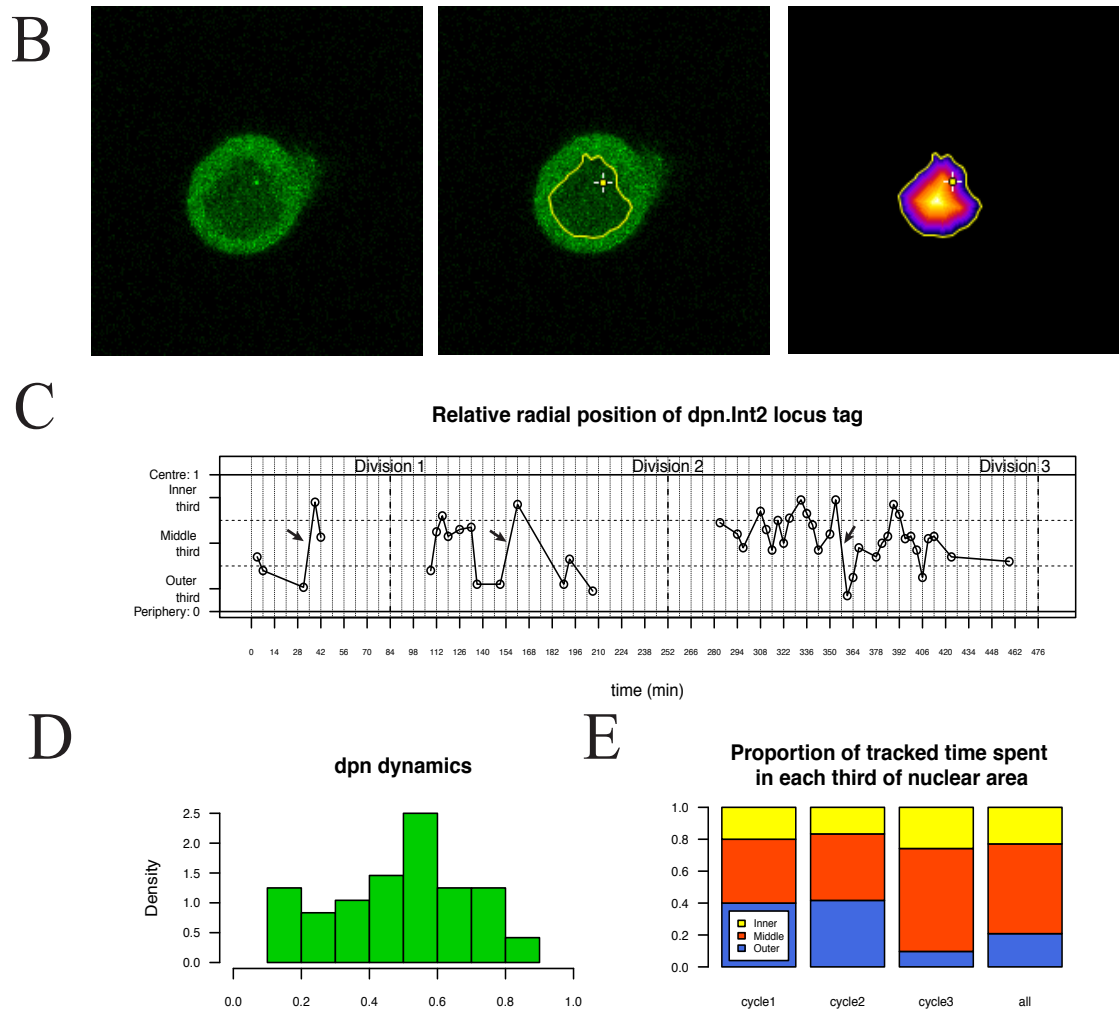 B
C
Relative radial position of dpn.Int2 locus tag
Division 1 Division 2 Division 3
Centre: 1
Inner
third
Middle
third
Outer
third
Periphery: 0
0 14 28 42 56 70 84 98 112 126 140 154 168 182 196 210 224 238 252 266 280 294 308 322 336 350 364 378 392 406 420 434 448 462 476
time (min)
D
dpn dynamics
Density
2.5
2.0
1.5
1.0
0.5
0.0
0.0 0.2 0.4 0.6 0.8 1.0
E
Proportion of tracked time spent
in each third of nuclear area
1.0
0.8
0.6
0.4
0.2
0.0
Inner
Middle
Outer
cycle1 cycle2 cycle3 all